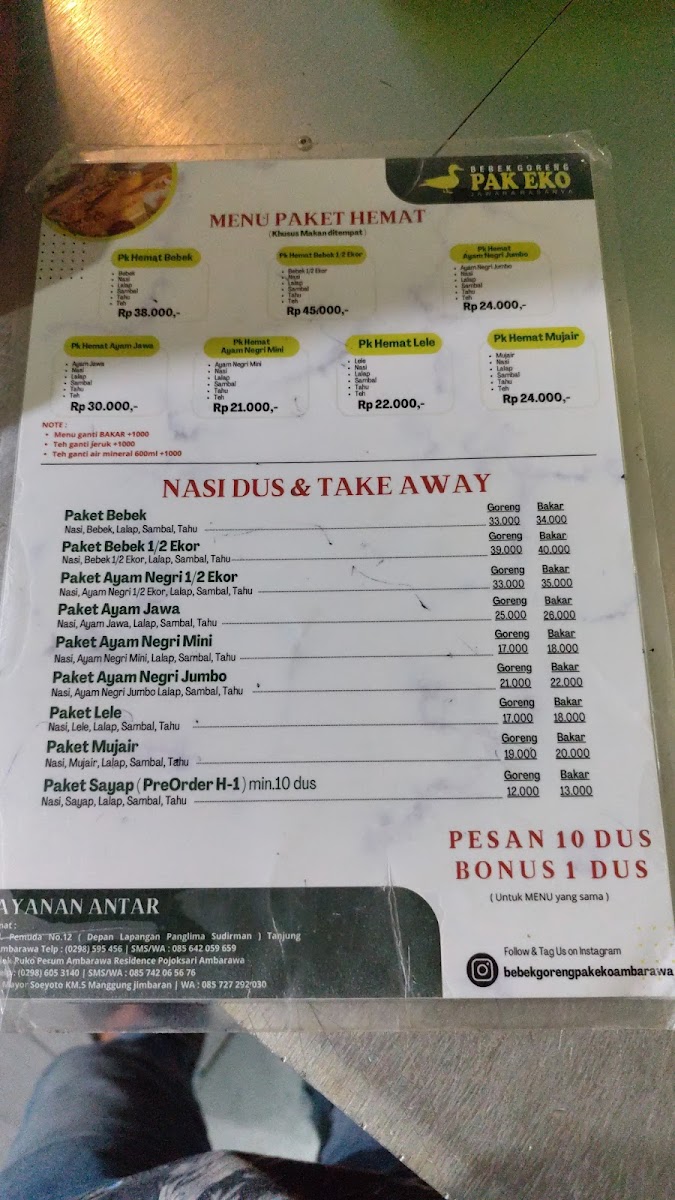 BEBEK GORENG
PAK EKO
MENU PAKET HEMAT
( Khusus Makan ditempat )
Pk Hemat Bebek
• Bebek
• Nasi
• Lalap
• Sambal
• Tahu
• Teh
Rp 38.000,-
Pk Hemat Bebek 1/2 Ekor
• Bebek 1/2 Ekor
• Nasi
• Lalap
• Sambal
• Tahu
• Teh
Rp 45.000,-
Pk Hemat
Ayam Negri Jumbo
• Ayam Negri Jumbo
• Nasi
• Lalap
• Sambal
• Tahu
• Teh
Rp 24.000,-
Pk Hemat Ayam Jawa
• Ayam Jawa
• Nasi
• Lalap
• Sambal
• Tahu
• Teh
Rp 30.000,-
Pk Hemat
Ayam Negri Mini
• Ayam Negri Mini
• Nasi
• Lalap
• Sambal
• Tahu
• Teh
Rp 21.000,-
Pk Hemat Lele
• Lele
• Nasi
• Lalap
• Sambal
• Tahu
• Teh
Rp 22.000,-
Pk Hemat Mujair
• Mujair
• Nasi
• Lalap
• Sambal
• Tahu
• Teh
Rp 24.000,-
NOTE :
• Menu ganti BAKAR +1000
• Teh ganti jeruk +1000
• Teh ganti air mineral 600ml +1000
NASI DUS & TAKE AWAY
Paket Bebek Goreng Bakar
Nasi, Bebek, Lalap, Sambal, Tahu 33.000 34.000
Paket Bebek 1/2 Ekor Goreng Bakar
Nasi, Bebek 1/2 Ekor, Lalap, Sambal, Tahu 39.000 40.000
Paket Ayam Negri 1/2 Ekor Goreng Bakar
Nasi, Ayam Negri 1/2 Ekor, Lalap, Sambal, Tahu 33.000 35.000
Paket Ayam Jawa Goreng Bakar
Nasi, Ayam Jawa, Lalap, Sambal, Tahu 25.000 26.000
Paket Ayam Negri Mini Goreng Bakar
Nasi, Ayam Negri Mini, Lalap, Sambal, Tahu 17.000 18.000
Paket Ayam Negri Jumbo Goreng Bakar
Nasi, Ayam Negri Jumbo Lalap, Sambal, Tahu 21.000 22.000
Paket Lele Goreng Bakar
Nasi, Lele, Lalap, Sambal, Tahu 17.000 18.000
Paket Mujair Goreng Bakar
Nasi, Mujair, Lalap, Sambal, Tahu 19.000 20.000
Paket Sayap ( PreOrder H-1 ) min.10 dus Goreng Bakar
Nasi, Sayap, Lalap, Sambal, Tahu 12.000 13.000
PESAN 10 DUS
BONUS 1 DUS
( Untuk MENU yang sama )
AYANAN ANTAR
mat :
Pemuda No.12 ( Depan Lapangan Panglima Sudirman ) Tanjung
mbarawa Telp : (0298) 595 456 | SMS/WA : 085 642 059 659
Ruko Perum Ambarawa Residence Pojoksari Ambarawa
(0298) 605 3140 | SMS/WA : 085 742 06 56 76
Mayor Soeyoto KM.5 Manggung Jimbaran | WA : 085 727 292 030
Follow & Tag Us on Instagram
bebekgorengpakekoambarawa